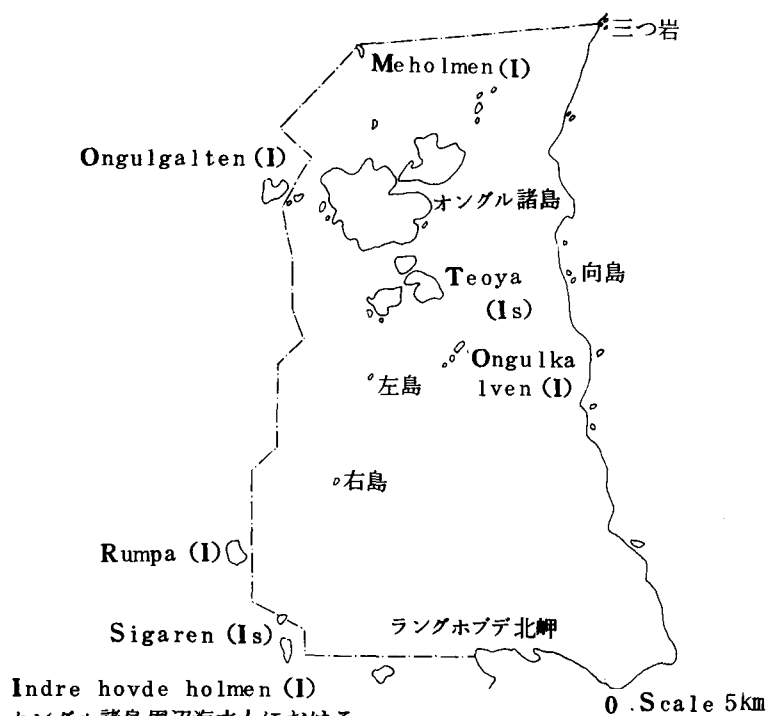 三つ岩
Meholmen (I)
Ongulgalten (I)
オングル諸島
Teoya
(Is)
向島
Ongulka
lven (I)
左島
右島
Rumpa (I)
Sigaren (Is)
ラングホブデ北岬
Indre hovde holmen (I)
0 .Scale 5km